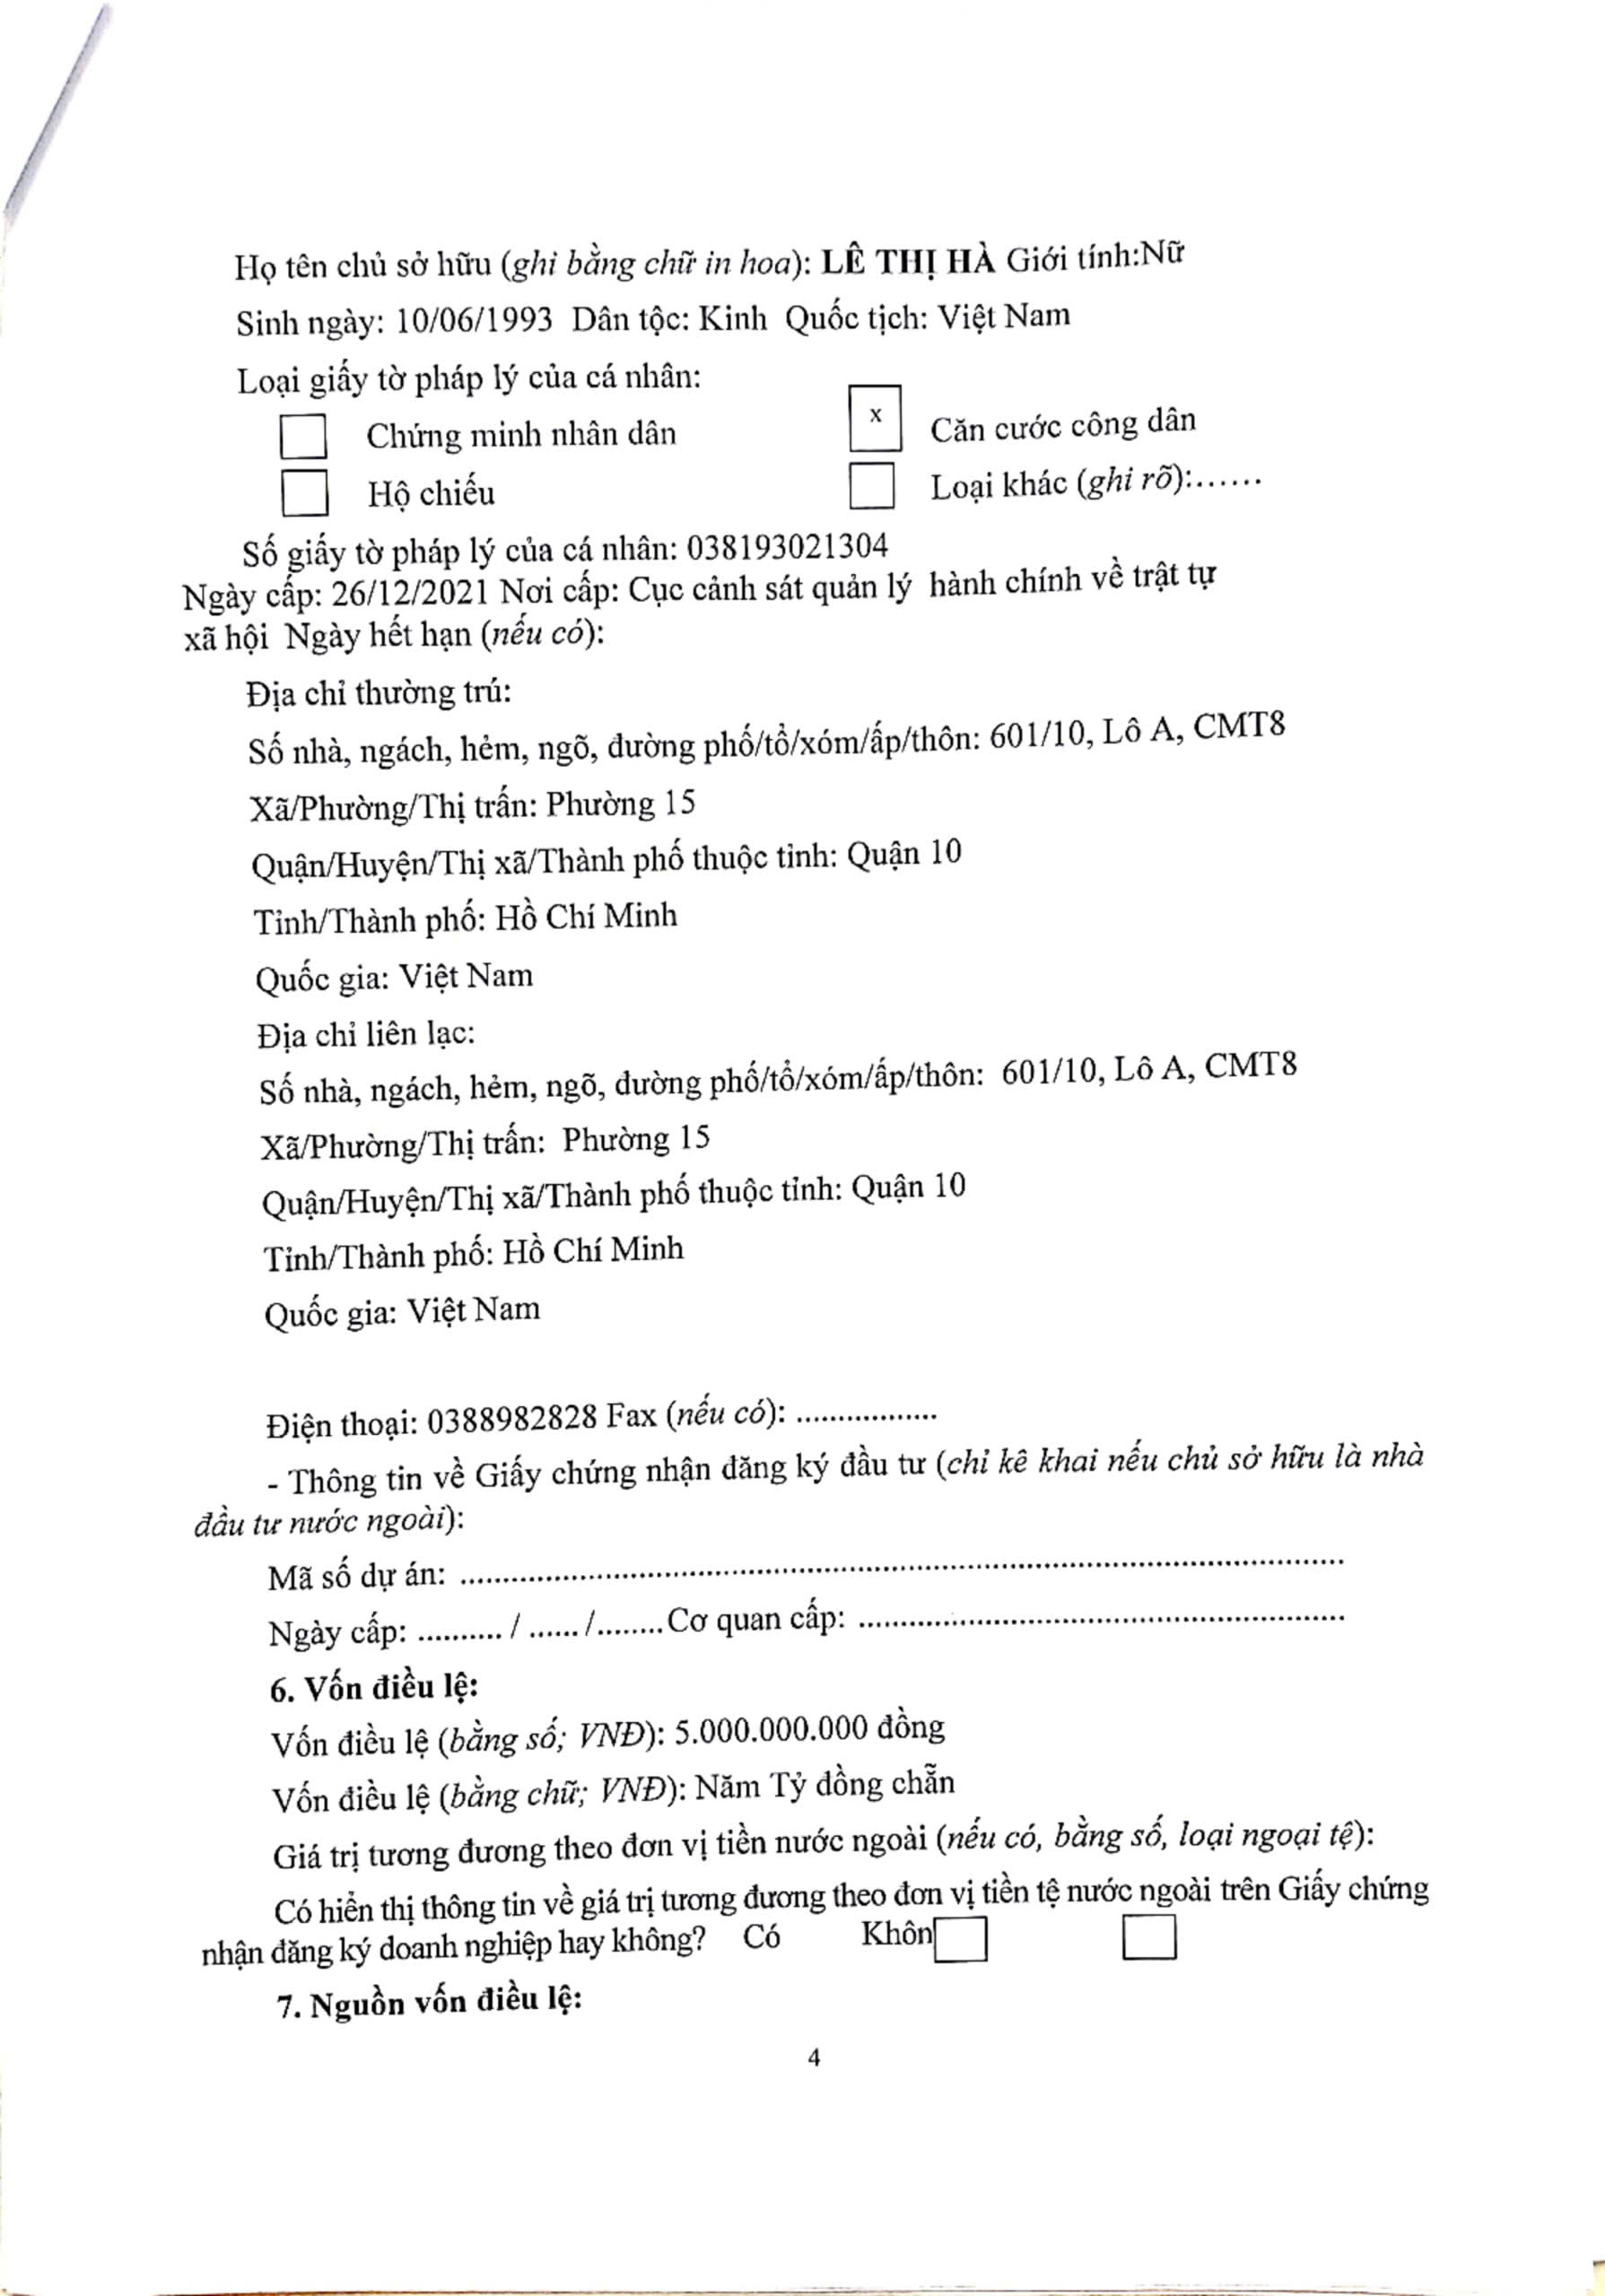 Họ tên chủ sở hữu (ghi bằng chữ in hoa): LÊ THỊ HÀ Giới tính:Nữ
Sinh ngày: 10/06/1993 Dân tộc: Kinh Quốc tịch: Việt Nam
Loại giấy tờ pháp lý của cá nhân:
Chứng minh nhân dân x Căn cước công dân
Hộ chiếu Loại khác (ghi rõ):......
Số giấy tờ pháp lý của cá nhân: 038193021304
Ngày cấp: 26/12/2021 Nơi cấp: Cục cảnh sát quản lý hành chính về trật tự
xã hội Ngày hết hạn (nếu có):
Địa chỉ thường trú:
Số nhà, ngách, hẻm, ngõ, đường phố/tổ/xóm/ấp/thôn: 601/10, Lô A, CMT8
Xã/Phường/Thị trấn: Phường 15
Quận/Huyện/Thị xã/Thành phố thuộc tỉnh: Quận 10
Tỉnh/Thành phố: Hồ Chí Minh
Quốc gia: Việt Nam
Địa chỉ liên lạc:
Số nhà, ngách, hẻm, ngõ, đường phố/tổ/xóm/ấp/thôn: 601/10, Lô A, CMT8
Xã/Phường/Thị trấn: Phường 15
Quận/Huyện/Thị xã/Thành phố thuộc tỉnh: Quận 10
Tỉnh/Thành phố: Hồ Chí Minh
Quốc gia: Việt Nam
Điện thoại: 0388982828 Fax (nếu có): .................
- Thông tin về Giấy chứng nhận đăng ký đầu tư (chỉ kê khai nếu chủ sở hữu là nhà
đầu tư nước ngoài):
Mã số dự án: ..........................................................................................................
Ngày cấp: .......... / ...... /........Cơ quan cấp: ..........................................................
6. Vốn điều lệ:
Vốn điều lệ (bằng số; VNĐ): 5.000.000.000 đồng
Vốn điều lệ (bằng chữ; VNĐ): Năm Tỷ đồng chẵn
Giá trị tương đương theo đơn vị tiền nước ngoài (nếu có, bằng số, loại ngoại tệ):
Có hiển thị thông tin về giá trị tương đương theo đơn vị tiền tệ nước ngoài trên Giấy chứng
nhận đăng ký doanh nghiệp hay không? Có Khôn
7. Nguồn vốn điều lệ:
4